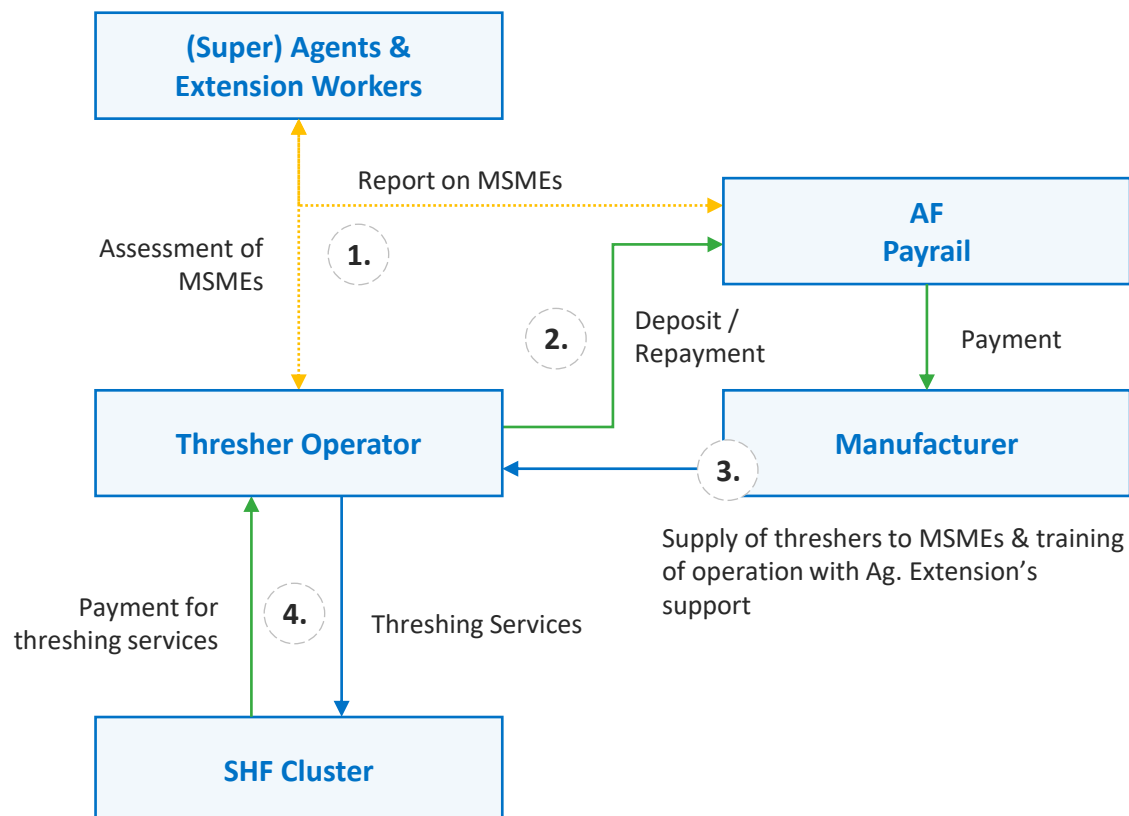 (Super) Agents &
Extension Workers
Report on MSMEs
AF
Payrail
Assessment of
MSMEs
1.
2.
Deposit /
Repayment
Payment
Thresher Operator
Manufacturer
3.
Supply of threshers to MSMEs & training
of operation with Ag. Extension’s
support
Payment for
threshing services
4.
Threshing Services
SHF Cluster